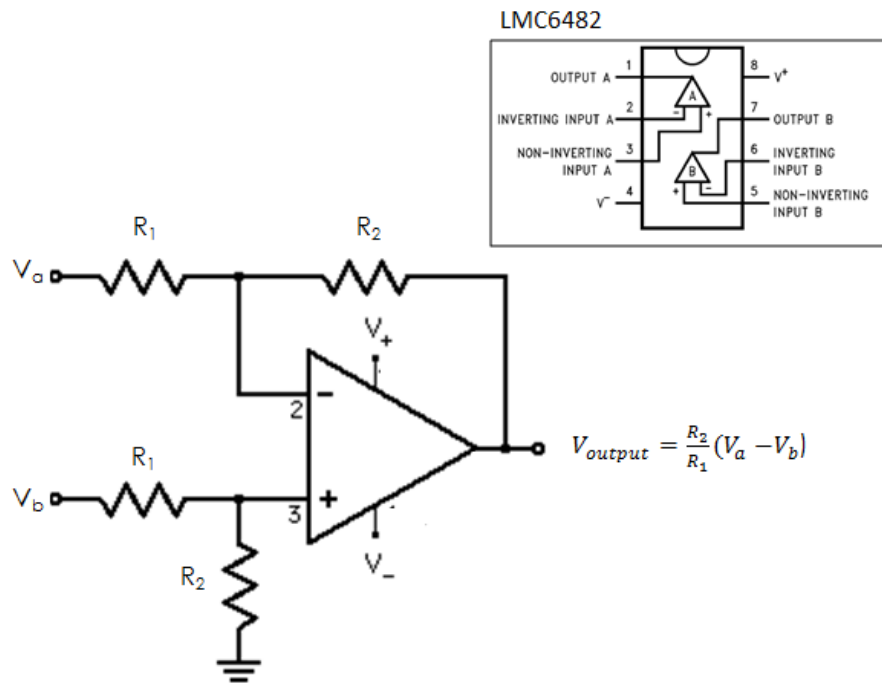 LMC6482
1
OUTPUT A
A
8
V+
2
INVERTING INPUT A
- +
7
OUTPUT B
3
NON-INVERTING
INPUT A
B
+ -
6
INVERTING
INPUT B
4
V-
5
NON-INVERTING
INPUT B
R1
R2
Va
V+
2
-
Voutput = R2/R1 (Va − Vb)
R1
Vb
3
+
V−
R2